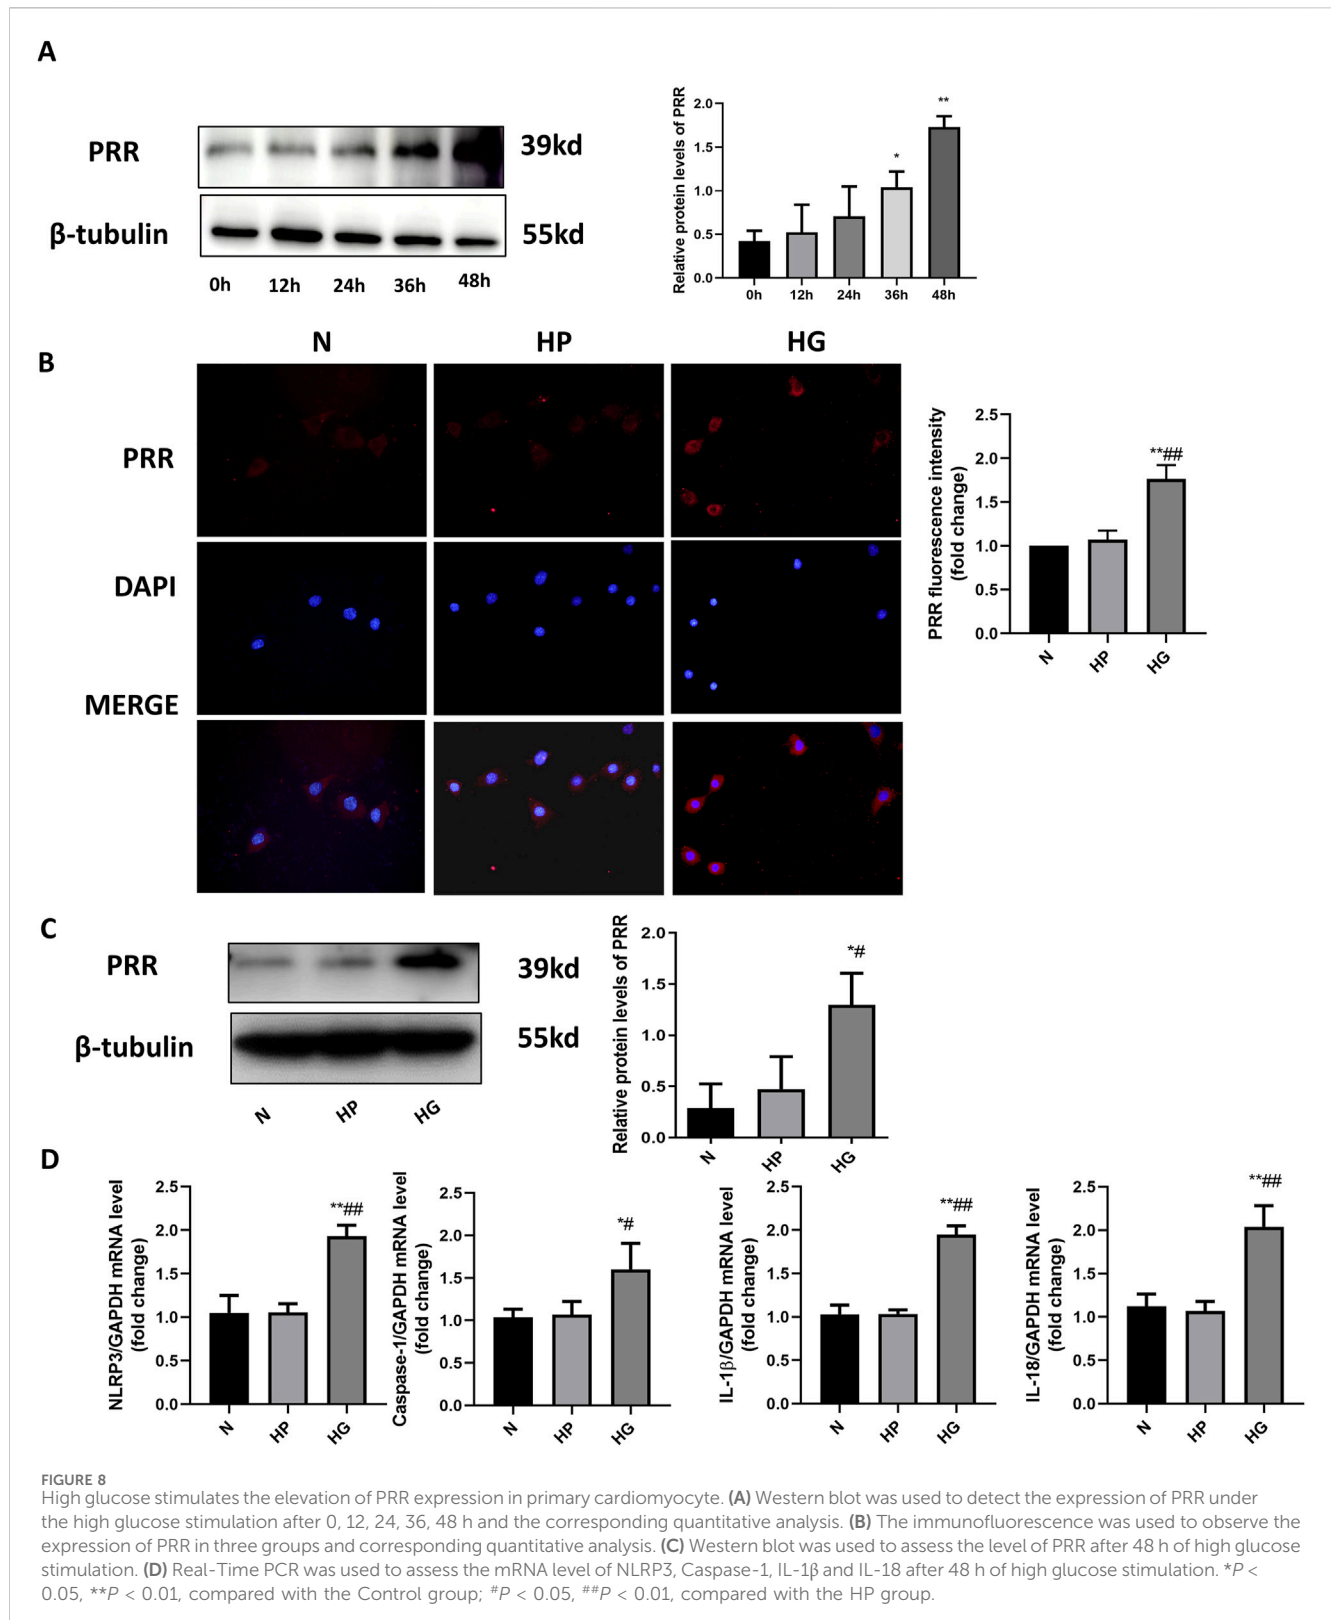 A
PRR
39kd
β-tubulin
55kd
0h 12h 24h 36h 48h
Relative protein levels of PRR
2.0
1.5
1.0
0.5
0.0
*
**
0h 12h 24h 36h 48h
B
N HP HG
PRR
DAPI
MERGE
PRR fluorescence intensity
(fold change)
2.5
2.0
1.5
1.0
0.5
0.0
**##
N HP HG
C
PRR
39kd
β-tubulin
55kd
N HP HG
Relative protein levels of PRR
2.0
1.5
1.0
0.5
0.0
*#
N HP HG
D
NLRP3/GAPDH mRNA level
(fold change)
2.5
2.0
1.5
1.0
0.5
0.0
**##
N HP HG
Caspase-1/GAPDH mRNA level
(fold change)
2.5
2.0
1.5
1.0
0.5
0.0
*#
N HP HG
IL-1β/GAPDH mRNA level
(fold change)
2.5
2.0
1.5
1.0
0.5
0.0
**##
N HP HG
IL-18/GAPDH mRNA level
(fold change)
2.5
2.0
1.5
1.0
0.5
0.0
**##
N HP HG
FIGURE 8
High glucose stimulates the elevation of PRR expression in primary cardiomyocyte. (A) Western blot was used to detect the expression of PRR under
the high glucose stimulation after 0, 12, 24, 36, 48 h and the corresponding quantitative analysis. (B) The immunofluorescence was used to observe the
expression of PRR in three groups and corresponding quantitative analysis. (C) Western blot was used to assess the level of PRR after 48 h of high glucose
stimulation. (D) Real-Time PCR was used to assess the mRNA level of NLRP3, Caspase-1, IL-1β and IL-18 after 48 h of high glucose stimulation. *P <
0.05, **P < 0.01, compared with the Control group; #P < 0.05, ##P < 0.01, compared with the HP group.